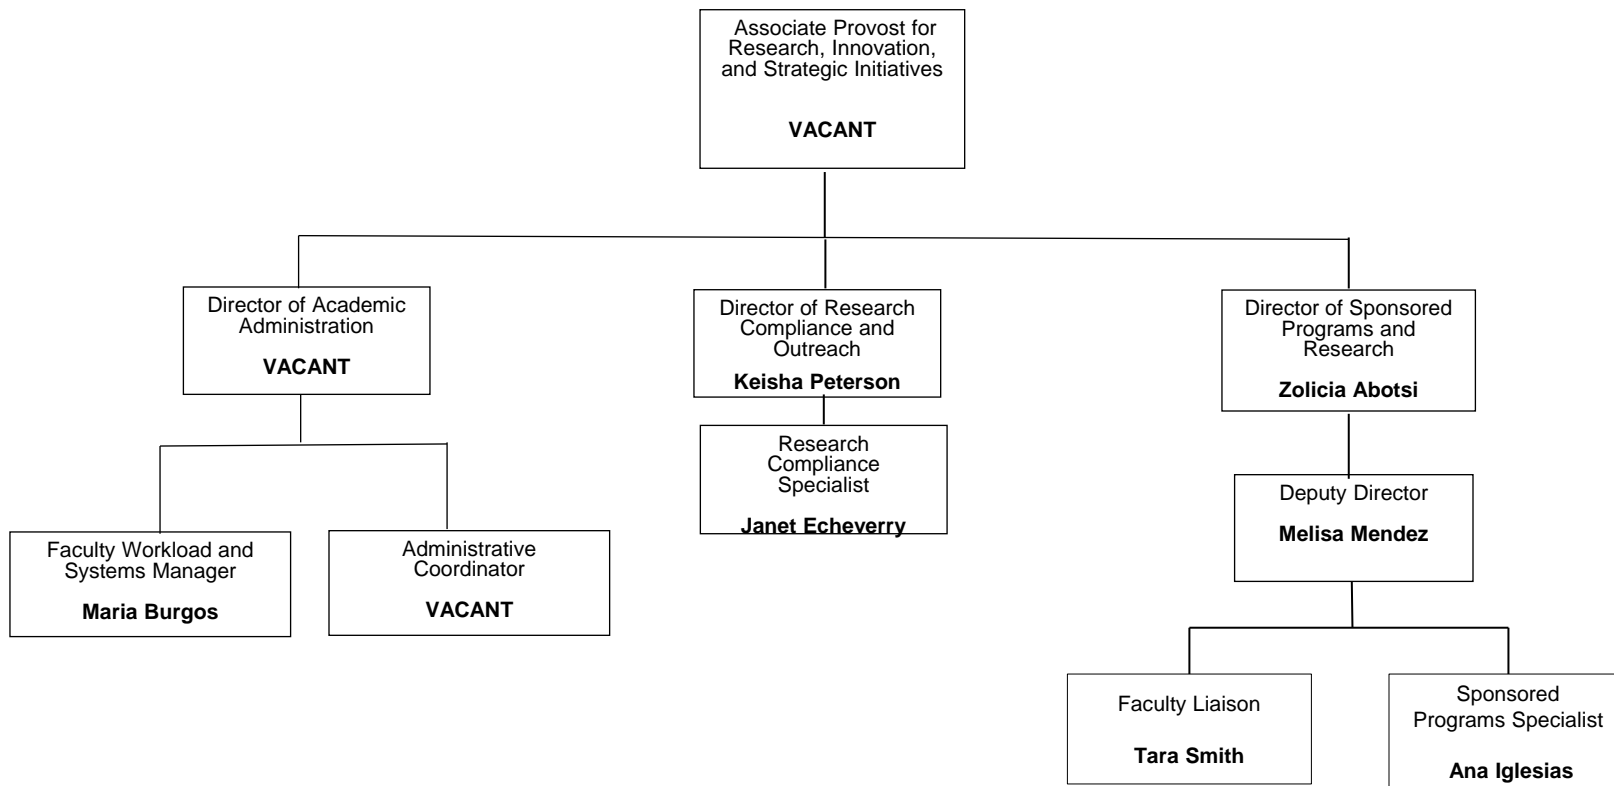 Associate Provost for
Research, Innovation,
and Strategic Initiatives
VACANT
Director of Academic
Administration
VACANT
Director of Research
Compliance and
Outreach
Keisha Peterson
Director of Sponsored
Programs and
Research
Zolicia Abotsi
Research
Compliance
Specialist
Janet Echeverry
Deputy Director
Melisa Mendez
Faculty Workload and
Systems Manager
Maria Burgos
Administrative
Coordinator
VACANT
Faculty Liaison
Tara Smith
Sponsored
Programs Specialist
Ana Iglesias